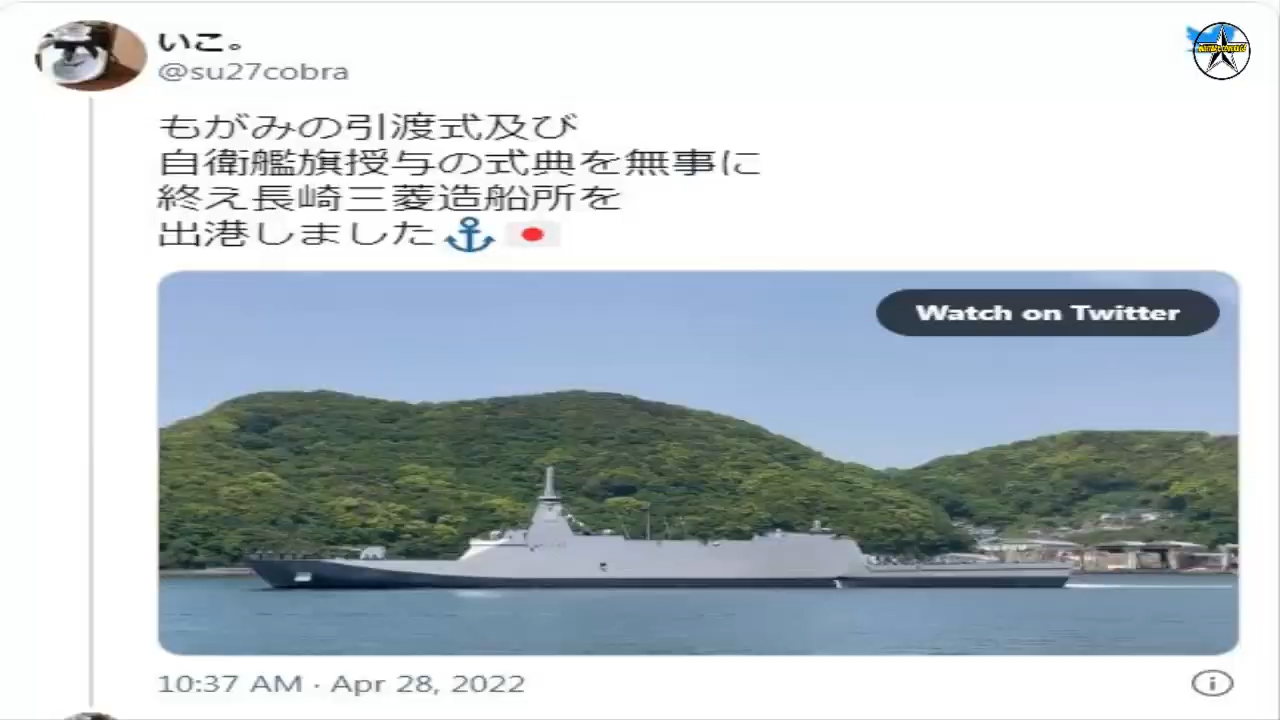 いこ。
@su27cobra
MILITARY COVERAGE
もがみの引渡式及び
自衛艦旗授与の式典を無事に
終え長崎三菱造船所を
出港しました
Watch on Twitter
10:37 AM · Apr 28, 2022